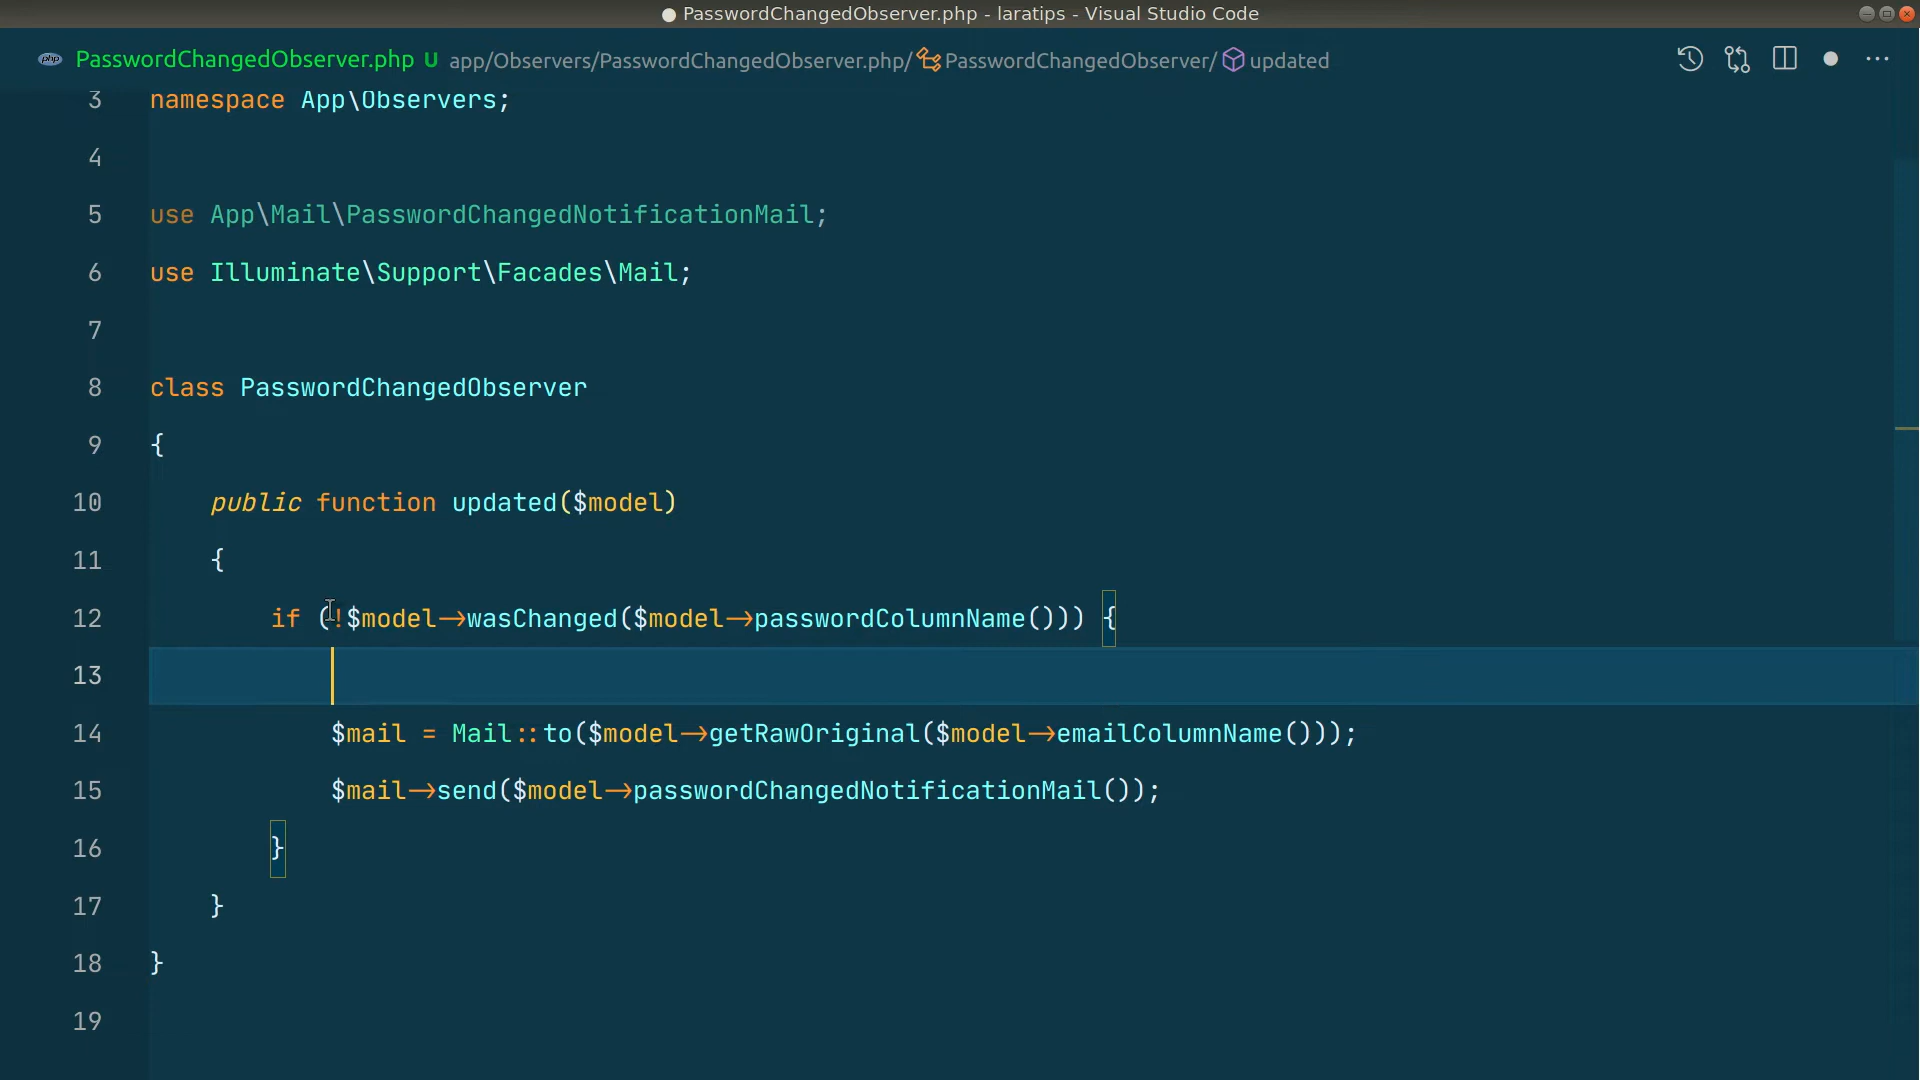 PasswordChangedObserver.php - laratips - Visual Studio Code
php PasswordChangedObserver.php U app/Observers/PasswordChangedObserver.php/ PasswordChangedObserver/ updated
3 namespace App\Observers;
4
5 use App\Mail\PasswordChangedNotificationMail;
6 use Illuminate\Support\Facades\Mail;
7
8 class PasswordChangedObserver
9 {
10 public function updated($model)
11 {
12 if (!$model->wasChanged($model->passwordColumnName())) {
13
14 $mail = Mail::to($model->getRawOriginal($model->emailColumnName()));
15 $mail->send($model->passwordChangedNotificationMail());
16 }
17 }
18 }
19